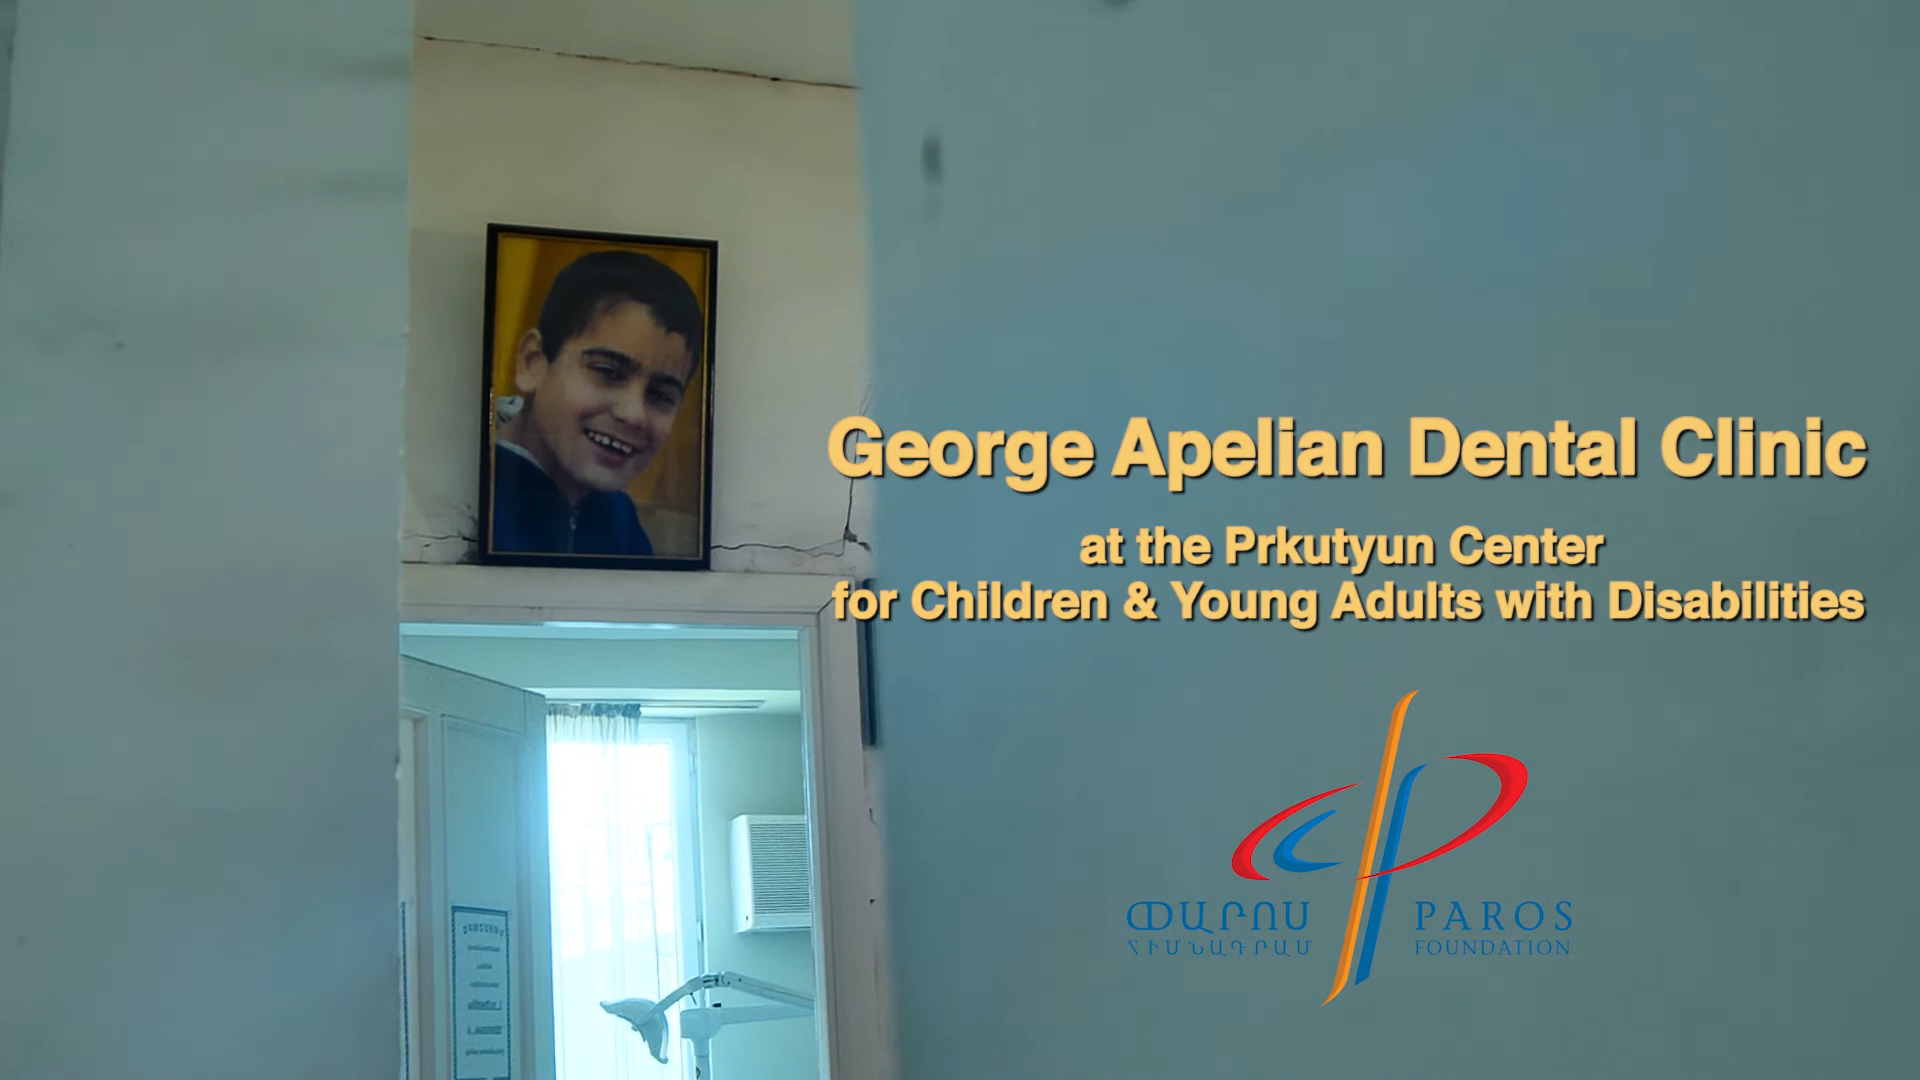 George Apelian Dental Clinic
at the Prkutyun Center
for Children & Young Adults with Disabilities
ՓԱՐՈՍ
ՀԻՄՆԱԴՐԱՄ
PAROS
FOUNDATION